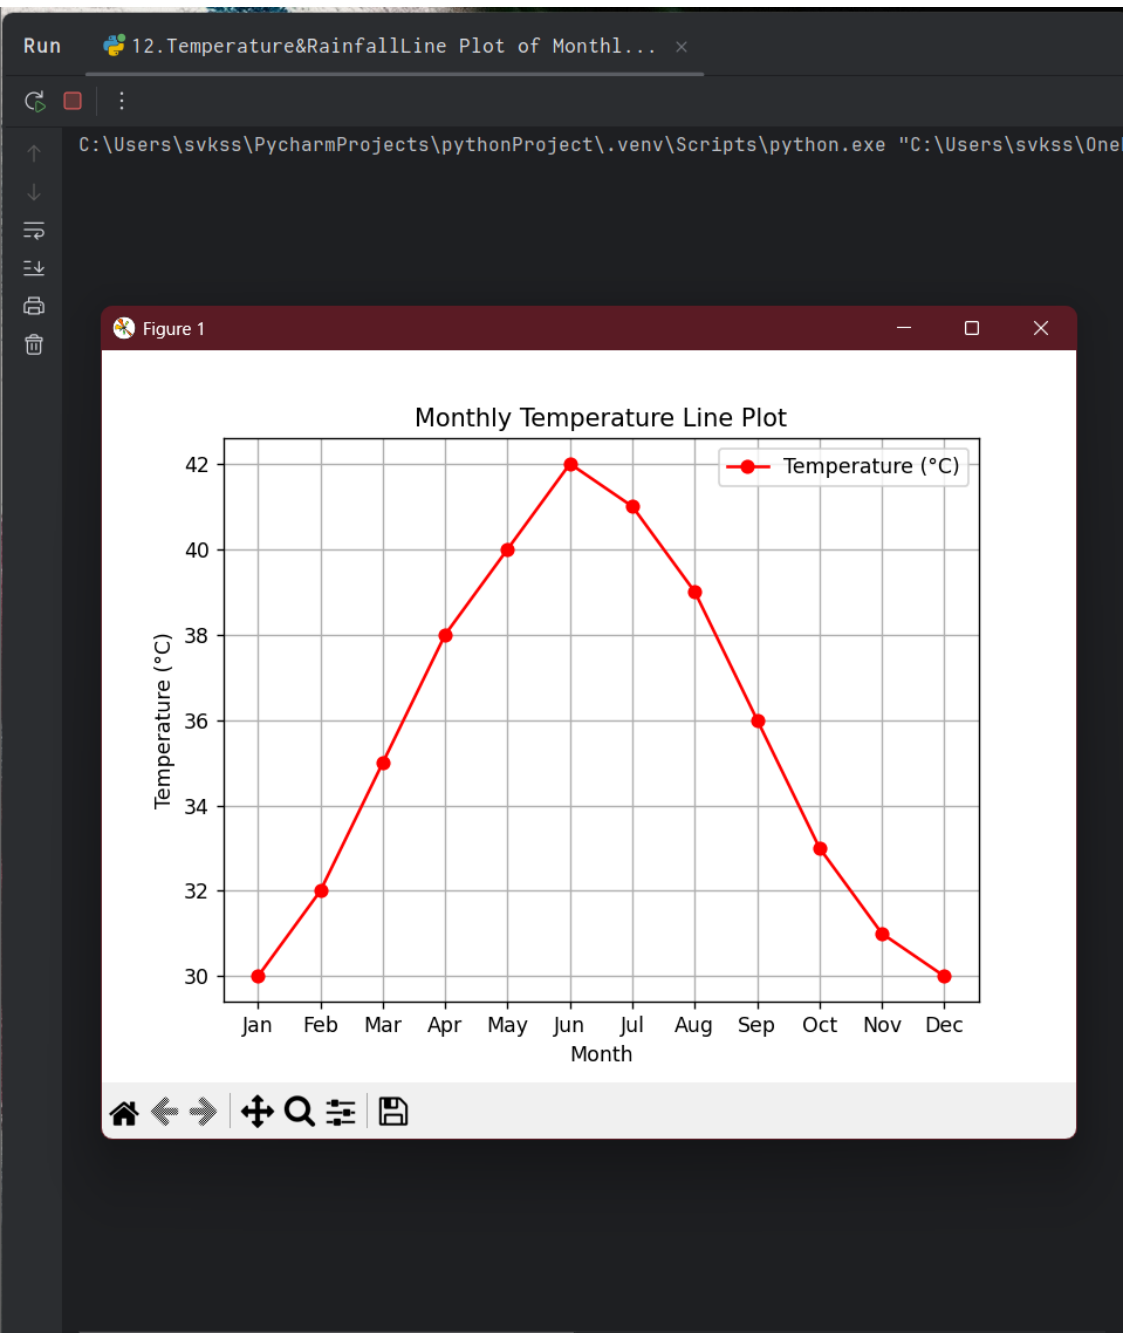 Run 12.Temperature&RainfallLine Plot of Monthl...
C:\Users\svkss\PycharmProjects\pythonProject\.venv\Scripts\python.exe "C:\Users\svkss\One
Figure 1
Monthly Temperature Line Plot
Temperature (°C)
42
40
38
36
34
32
30
Temperature (°C)
Jan Feb Mar Apr May Jun Jul Aug Sep Oct Nov Dec
Month